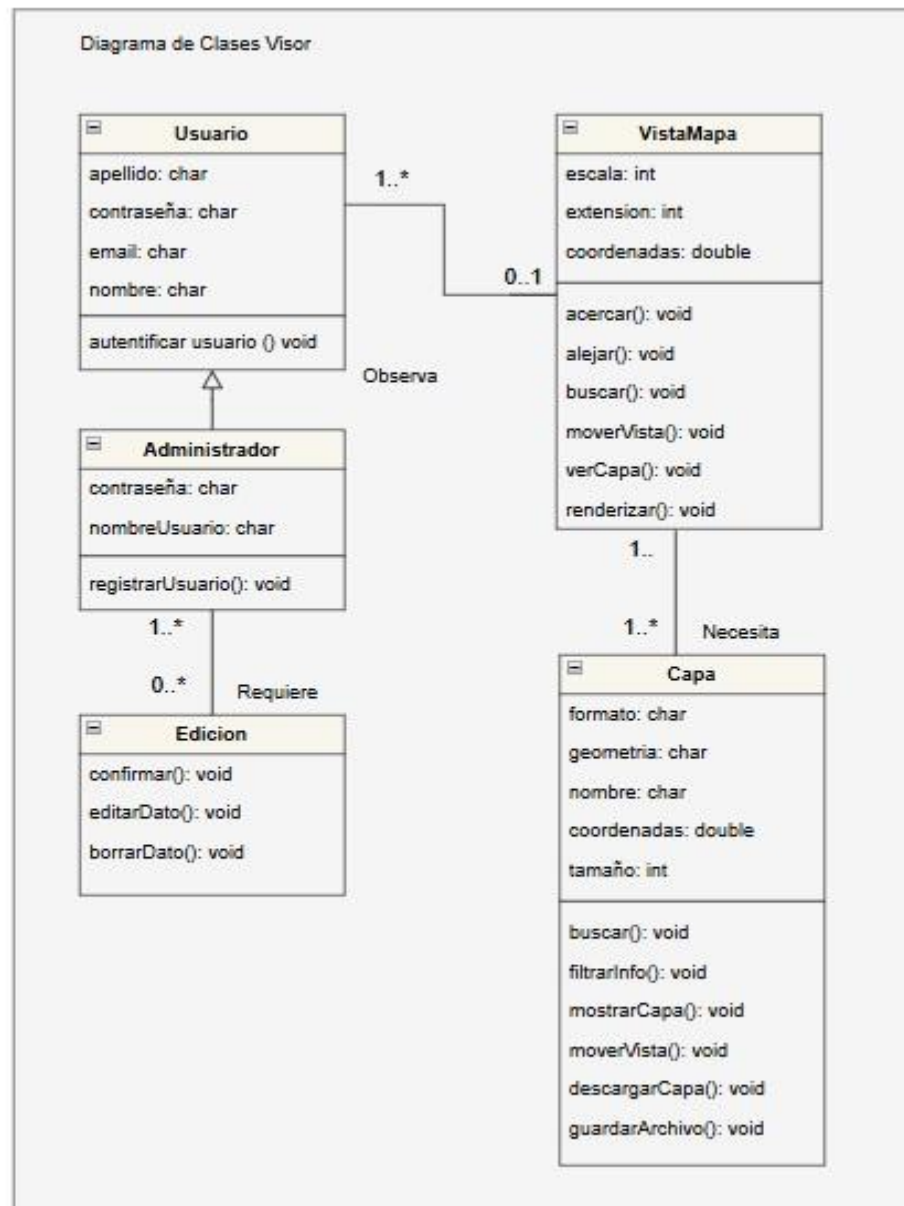 Diagrama de Clases Visor
Usuario
apellido: char
contraseña: char
email: char
nombre: char
autentificar usuario () void
1..*
0..1
Observa
VistaMapa
escala: int
extension: int
coordenadas: double
acercar(): void
alejar(): void
buscar(): void
moverVista(): void
verCapa(): void
renderizar(): void
Administrador
contraseña: char
nombreUsuario: char
registrarUsuario(): void
1..*
0..*
Requiere
Edicion
confirmar(): void
editarDato(): void
borrarDato(): void
1..
1..*
Necesita
Capa
formato: char
geometria: char
nombre: char
coordenadas: double
tamaño: int
buscar(): void
filtrarInfo(): void
mostrarCapa(): void
moverVista(): void
descargarCapa(): void
guardarArchivo(): void